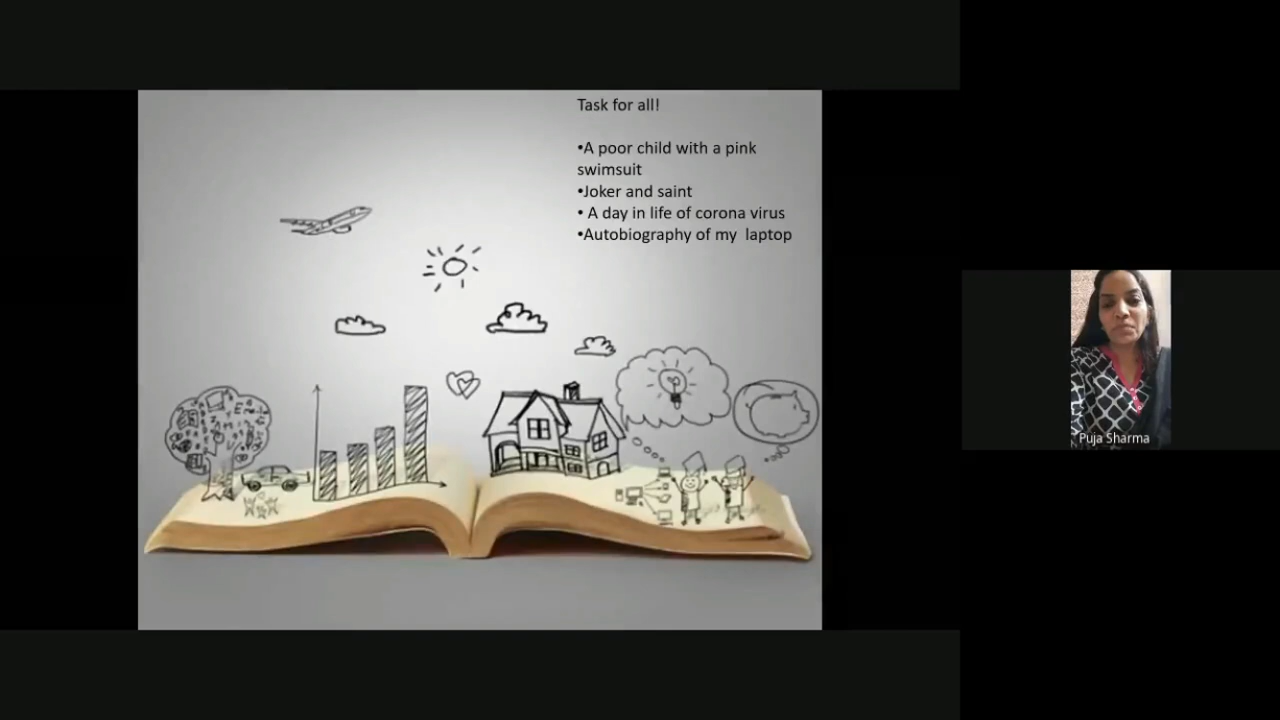 Task for all!
•A poor child with a pink
swimsuit
•Joker and saint
• A day in life of corona virus
•Autobiography of my  laptop
Puja Sharma